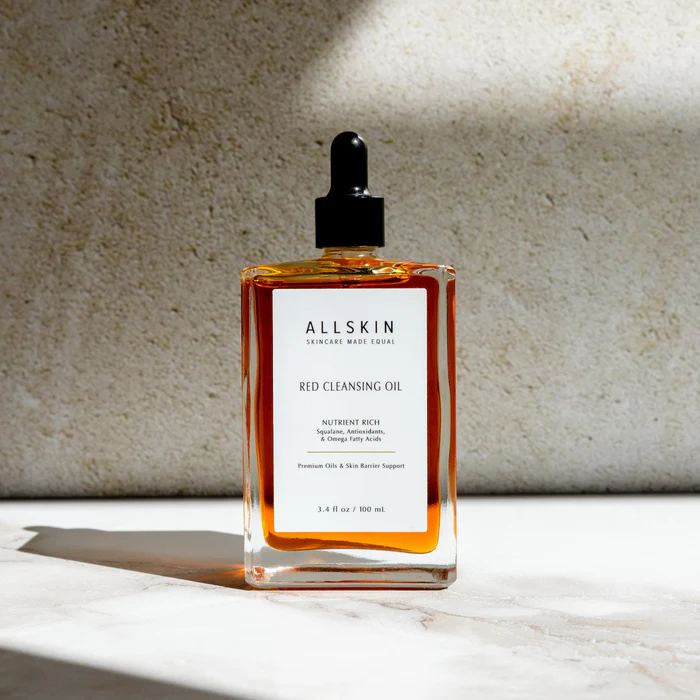 ALLSKIN
SKINCARE MADE EQUAL
RED CLEANSING OIL
NUTRIENT RICH
Squalane, Antioxidants,
& Omega Fatty Acids
Premium Oils & Skin Barrier Support
3.4 fl oz / 100 mL